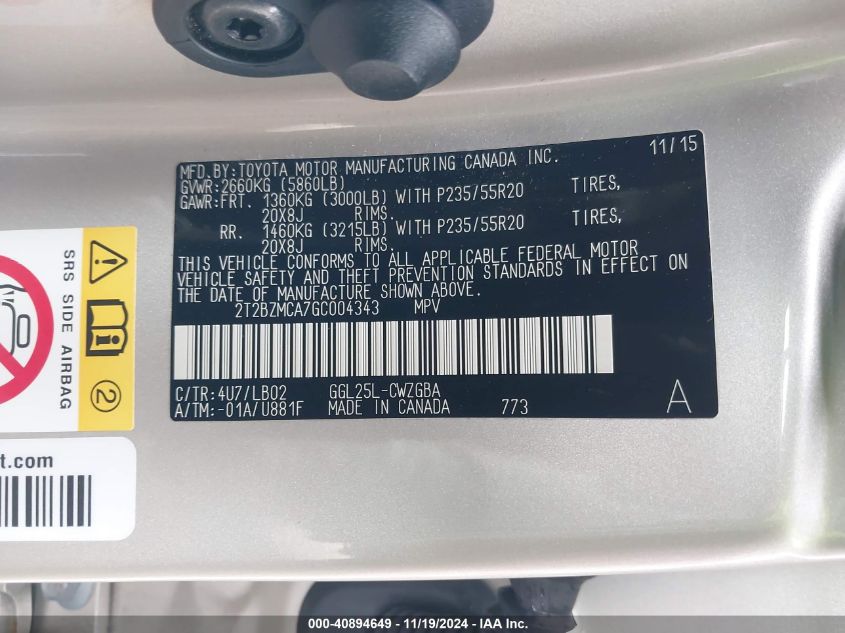 MFD.BY:TOYOTA MOTOR MANUFACTURING CANADA INC. 11/15
GVWR:2660KG (5860LB)
GAWR:FRT. 1360KG (3000LB) WITH P235/55R20 TIRES,
20X8J RIMS.
RR. 1460KG (3215LB) WITH P235/55R20 TIRES,
20X8J RIMS.
THIS VEHICLE CONFORMS TO ALL APPLICABLE FEDERAL MOTOR
VEHICLE SAFETY AND THEFT PREVENTION STANDARDS IN EFFECT ON
THE DATE OF MANUFACTURE SHOWN ABOVE.
2T2BZMCA7GC004343 MPV
C/TR:4U7/LB02 GGL25L-CWZGBA
A/TM:-01A/U881F MADE IN CANADA 773 A
SRS SIDE AIRBAG
t.com
000-40894649 - 11/19/2024 - IAA Inc.